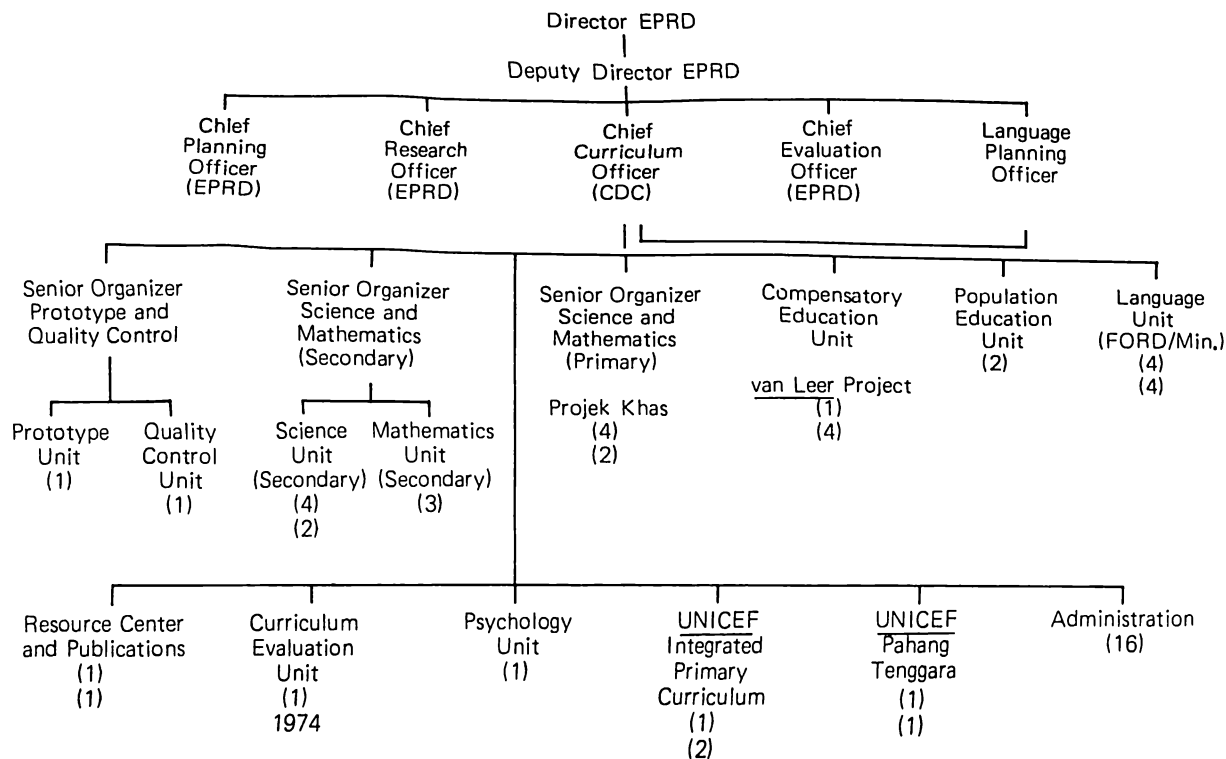 Director EPRD
Deputy Director EPRD
Chief
Planning
Officer
(EPRD)
Chief
Research
Officer
(EPRD)
Chief
Curriculum
Officer
(CDC)
Chief
Evaluation
Officer
(EPRD)
Language
Planning
Officer
Senior Organizer
Prototype and
Quality Control
Senior Organizer
Science and
Mathematics
(Secondary)
Senior Organizer
Science and
Mathematics
(Primary)
Projek Khas
(4)
(2)
Compensatory
Education
Unit
van Leer Project
(1)
(4)
Population
Education
Unit
(2)
Language
Unit
(FORD/Min.)
(4)
(4)
Prototype
Unit
(1)
Quality
Control
Unit
(1)
Science
Unit
(Secondary)
(4)
(2)
Mathematics
Unit
(Secondary)
(3)
Resource Center
and Publications
(1)
(1)
Curriculum
Evaluation
Unit
(1)
1974
Psychology
Unit
(1)
UNICEF
Integrated
Primary
Curriculum
(1)
(2)
UNICEF
Pahang
Tenggara
(1)
(1)
Administration
(16)